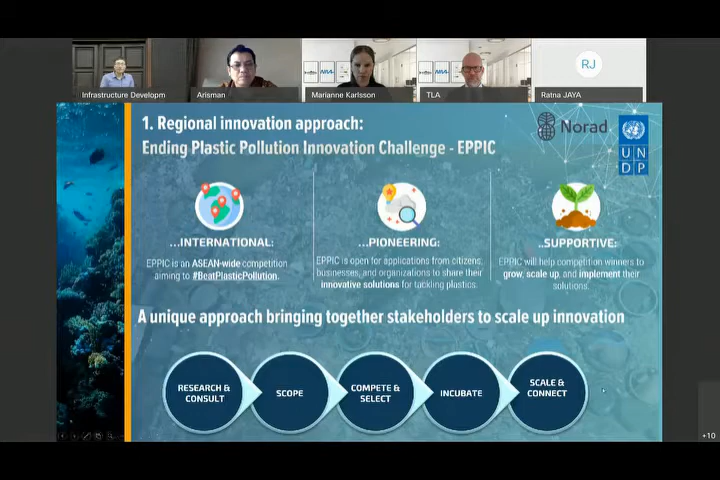 RJ
Infrastructure Developm
Arisman
Marianne Karlsson
TLA
Ratna JAYA
1. Regional innovation approach:
Ending Plastic Pollution Innovation Challenge - EPPIC
Norad
U N
D P
...INTERNATIONAL:
EPPIC is an ASEAN-wide competition
aiming to #BeatPlasticPollution.
...PIONEERING:
EPPIC is open for applications from citizens,
businesses, and organizations to share their
innovative solutions for tackling plastics.
..SUPPORTIVE:
EPPIC will help competition winners to
grow, scale up, and implement their
solutions.
A unique approach bringing together stakeholders to scale up innovation
RESEARCH &
CONSULT
SCOPE
COMPETE &
SELECT
INCUBATE
SCALE &
CONNECT
+10